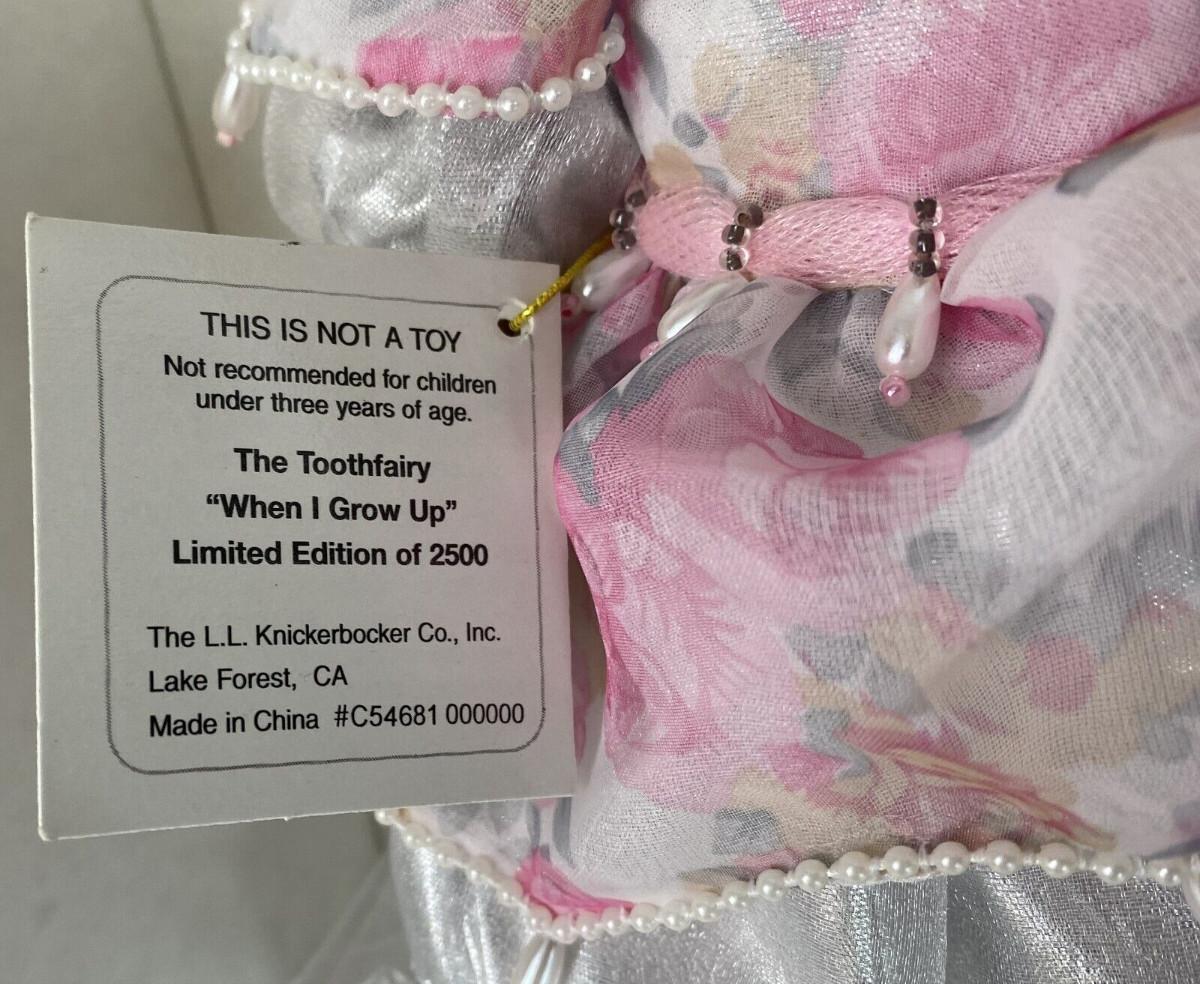 THIS IS NOT A TOY
Not recommended for children
under three years of age.
The Toothfairy
“When I Grow Up”
Limited Edition of 2500
The L.L. Knickerbocker Co., Inc.
Lake Forest, CA
Made in China #C54681 000000